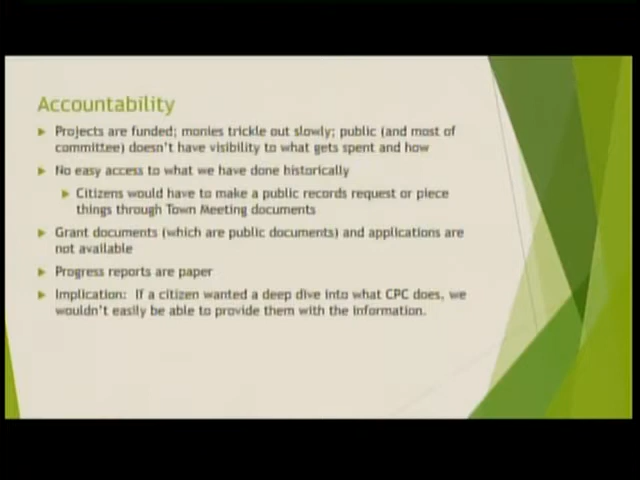 Accountability
Projects are funded; monies trickle out slowly; public (and most of
committee) doesn't have visibility to what gets spent and how
No easy access to what we have done historically
Citizens would have to make a public records request or piece
things through Town Meeting documents
Grant documents (which are public documents) and applications are
not available
Progress reports are paper
Implication: If a citizen wanted a deep dive into what CPC does, we
wouldn't easily be able to provide them with the information.